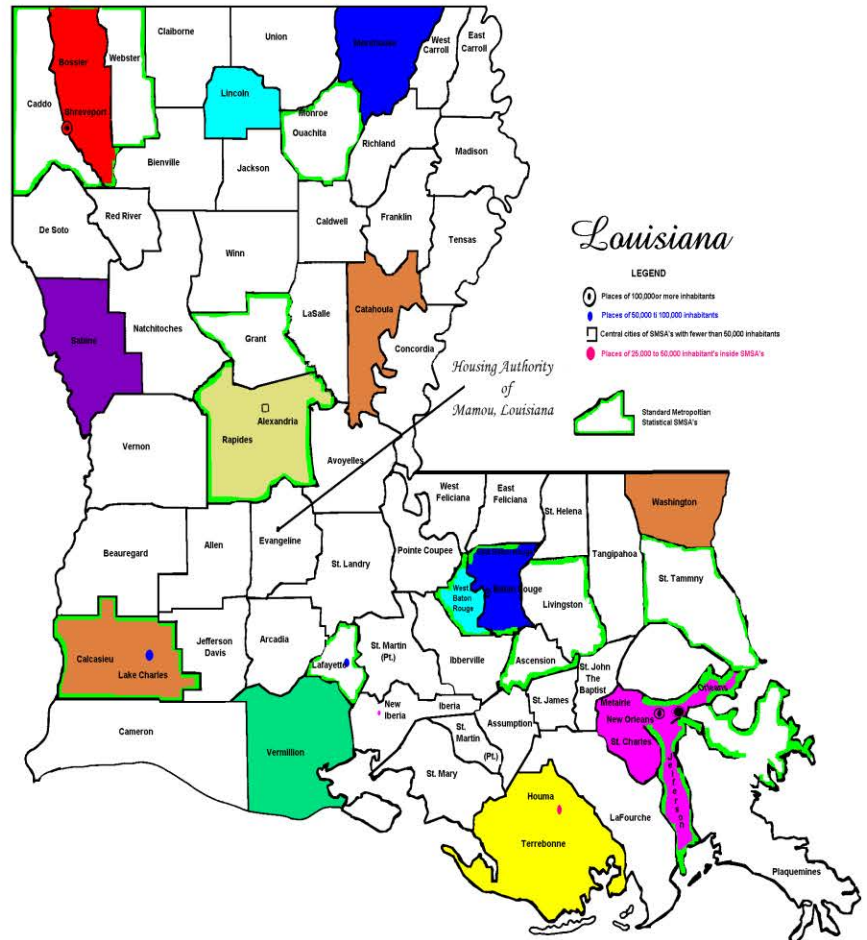 Claiborne
Union
Morehouse
West
Carroll
East
Carroll
Bossier
Webster
Caddo
Shreveport
Lincoln
Monroe
Ouachita
Richland
Madison
Bienville
Jackson
De Soto
Red River
Caldwell
Franklin
Tensas
Winn
Louisiana
LEGEND
Places of 100,000or more inhabitants
Places of 50,000 ti 100,000 inhabitants
Central cities of SMSA's with fewer than 50,000 inhabitants
Places of 25,000 to 50,000 inhabitant's inside SMSA's
Standard Metropoltian
Statistical SMSA's
Sabine
Natchitoches
LaSalle
Catahoula
Concordia
Grant
Housing Authority
of
Mamou, Louisiana
Alexandria
Rapides
Vernon
Avoyelles
West
Feliciana
East
Feliciana
St. Helena
Washington
Beauregard
Allen
Evangeline
St. Landry
Pointe Coupee
Tangipahoa
St. Tammny
West
Baton
Rouge
Livingston
Calcasieu
Lake Charles
Jefferson
Davis
Arcadia
Lafayette
St. Martin
(Pt.)
Ibberville
Ascension
St. John
The
Baptist
St. James
Orleans
Metairie
New Orleans
St. Charles
Jefferson
Cameron
Vermillion
New
Iberia
Iberia
St.
Martin
(Pt.)
Assumption
St. Mary
Houma
Terrebonne
LaFourche
Plaquemines